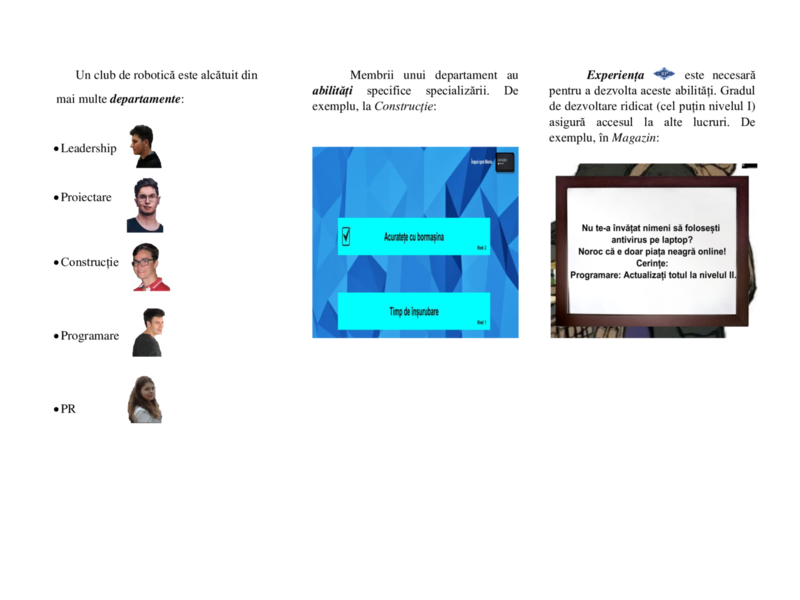 Un club de robotică este alcătuit din
mai multe departamente:
• Leadership
• Proiectare
• Construcție
• Programare
• PR
Membrii unui departament au
abilități specifice specializării. De
exemplu, la Construcție:
Acuratețe cu bormașina
Nivel: 2
Timp de înșurubare
Nivel: 1
Experiența este necesară
pentru a dezvolta aceste abilități. Gradul
de dezvoltare ridicat (cel puțin nivelul I)
asigură accesul la alte lucruri. De
exemplu, în Magazin:
Nu te-a învățat nimeni să folosești
antivirus pe laptop?
Noroc că e doar piața neagră online!
Cerințe:
Programare: Actualizați totul la nivelul II.